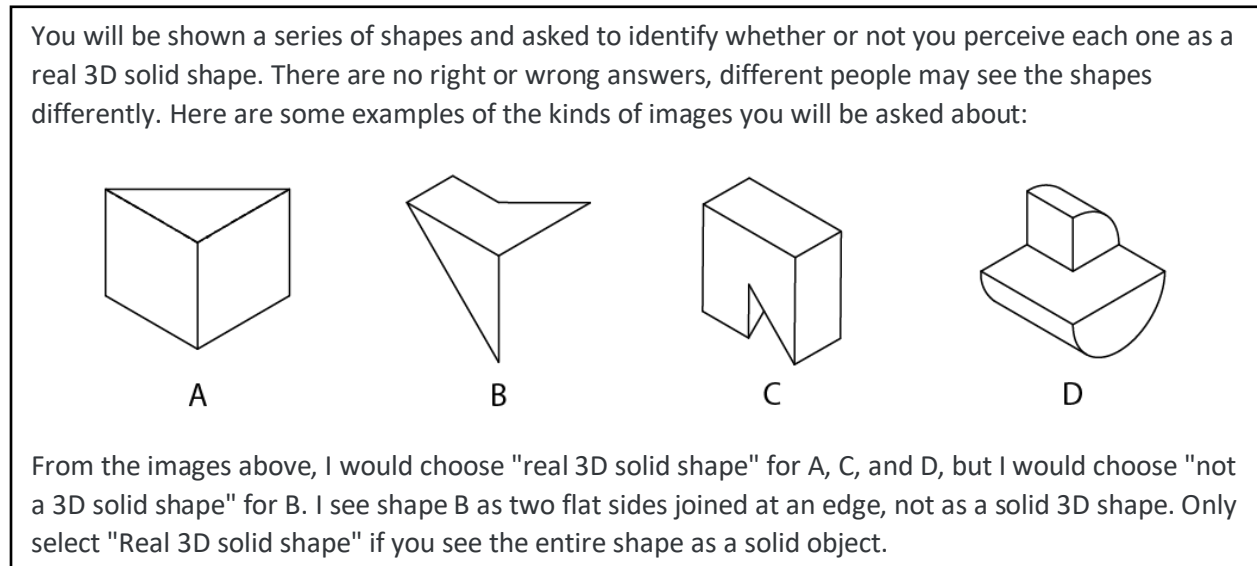 You will be shown a series of shapes and asked to identify whether or not you perceive each one as a
real 3D solid shape. There are no right or wrong answers, different people may see the shapes
differently. Here are some examples of the kinds of images you will be asked about:
A B C D
From the images above, I would choose "real 3D solid shape" for A, C, and D, but I would choose "not
a 3D solid shape" for B. I see shape B as two flat sides joined at an edge, not as a solid 3D shape. Only
select "Real 3D solid shape" if you see the entire shape as a solid object.